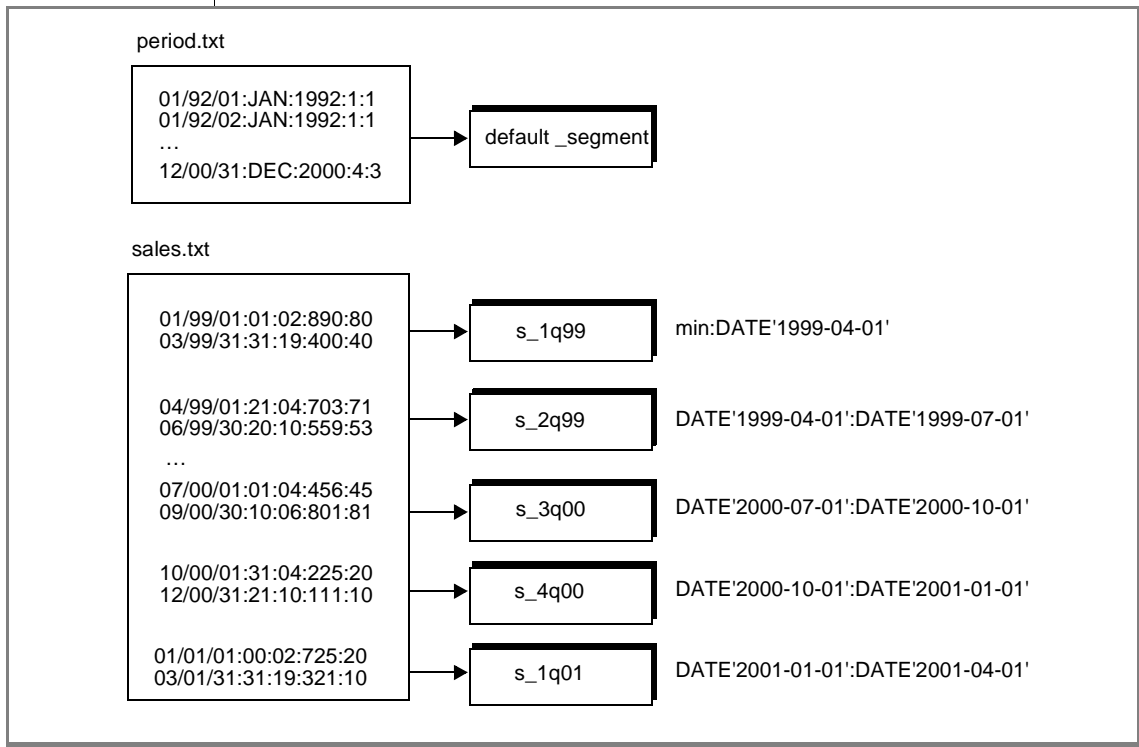 period.txt
01/92/01:JAN:1992:1:1
01/92/02:JAN:1992:1:1
…
12/00/31:DEC:2000:4:3
default _segment
sales.txt
01/99/01:01:02:890:80
03/99/31:31:19:400:40
s_1q99
min:DATE'1999-04-01'
04/99/01:21:04:703:71
06/99/30:20:10:559:53
s_2q99
DATE'1999-04-01':DATE'1999-07-01'
…
07/00/01:01:04:456:45
09/00/30:10:06:801:81
s_3q00
DATE'2000-07-01':DATE'2000-10-01'
10/00/01:31:04:225:20
12/00/31:21:10:111:10
s_4q00
DATE'2000-10-01':DATE'2001-01-01'
01/01/01:00:02:725:20
03/01/31:31:19:321:10
s_1q01
DATE'2001-01-01':DATE'2001-04-01'